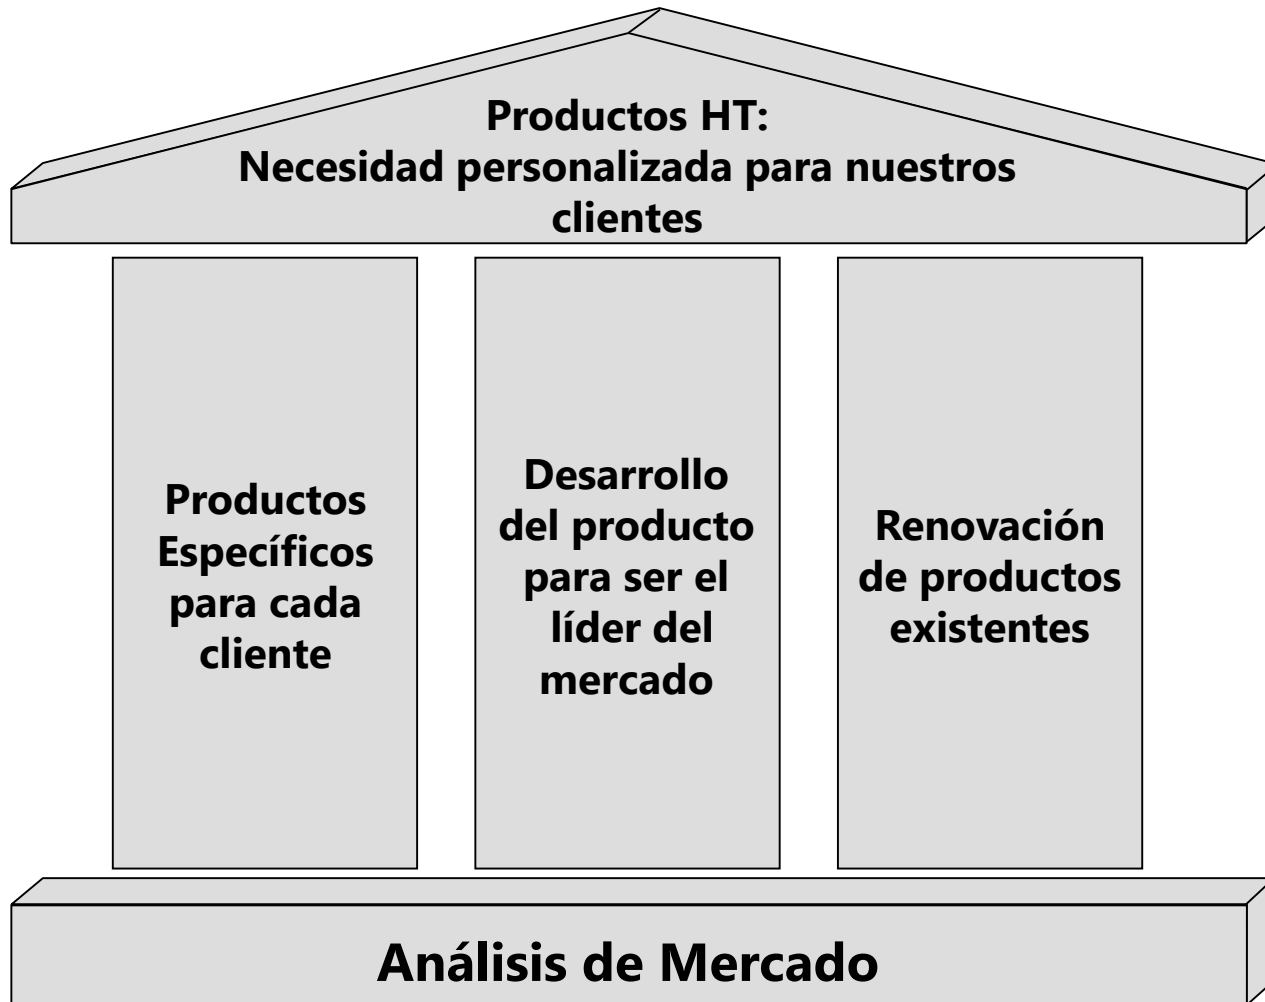 Productos HT:
Necesidad personalizada para nuestros
clientes
Productos
Específicos
para cada
cliente
Desarrollo
del producto
para ser el
líder del
mercado
Renovación
de productos
existentes
Análisis de Mercado